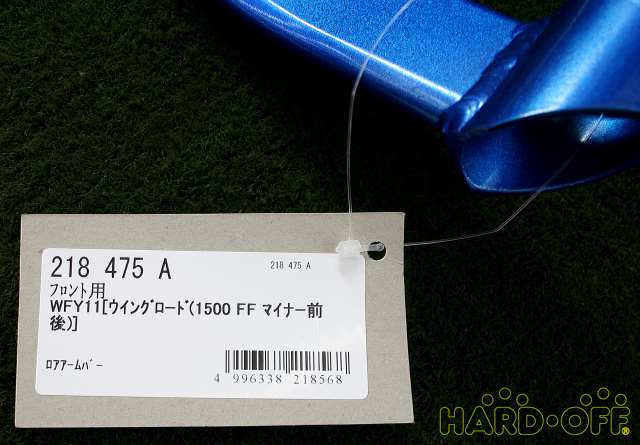 218 475 A
218 475 A
ﾌﾛﾝﾄ用
WFY11[ｳｲﾝｸﾞﾛｰﾄﾞ(1500 FF ﾏｲﾅｰ前
後)]
ﾛｱｱｰﾑﾊﾞｰ
4 996338 218568
HARD・OFF®